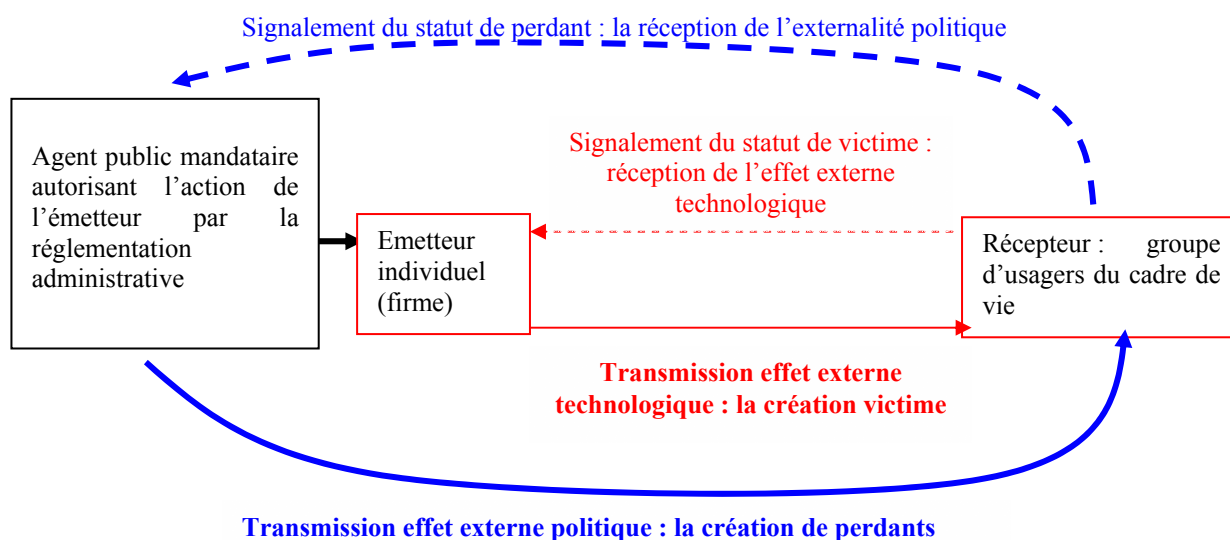 Signalement du statut de perdant : la réception de l’externalité politique
Agent public mandataire
autorisant l’action de
l’émetteur par la
réglementation
administrative
Signalement du statut de victime :
réception de l’effet externe
technologique
Emetteur
individuel
(firme)
Récepteur : groupe
d’usagers du cadre de
vie
Transmission effet externe
technologique : la création victime
Transmission effet externe politique : la création de perdants